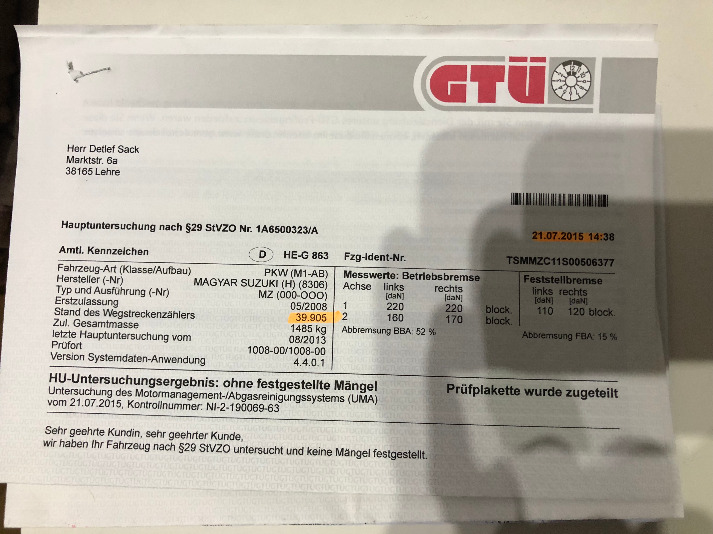 GTÜ
Herr Detlef Sack
Marktstr. 6a
38165 Lehre
Hauptuntersuchung nach §29 StVZO Nr. 1A6500323/A
21.07.2015 14:38
Amtl. Kennzeichen D HE-G 863
Fzg-Ident-Nr. TSMMZC11S00506377
Fahrzeug-Art (Klasse/Aufbau) PKW (M1-AB)
Hersteller (-Nr) MAGYAR SUZUKI (H) (8306)
Typ und Ausführung (-Nr) MZ (000-OOO)
Erstzulassung 05/2008
Stand des Wegstreckenzählers 39.905
Zul. Gesamtmasse 1485 kg
letzte Hauptuntersuchung vom 08/2013
Prüfort 1008-00/1008-00
Version Systemdaten-Anwendung 4.4.0.1
Messwerte: Betriebsbremse
Achse links rechts
[daN] [daN]
1 220 220 block.
2 160 170 block.
Abbremsung BBA: 52 %
Feststellbremse
links rechts
[daN] [daN]
110 120 block.
Abbremsung FBA: 15 %
HU-Untersuchungsergebnis: ohne festgestellte Mängel
Prüfplakette wurde zugeteilt
Untersuchung des Motormanagement-/Abgasreinigungssystems (UMA)
vom 21.07.2015, Kontrollnummer: NI-2-190069-63
Sehr geehrte Kundin, sehr geehrter Kunde,
wir haben Ihr Fahrzeug nach §29 StVZO untersucht und keine Mängel festgestellt.